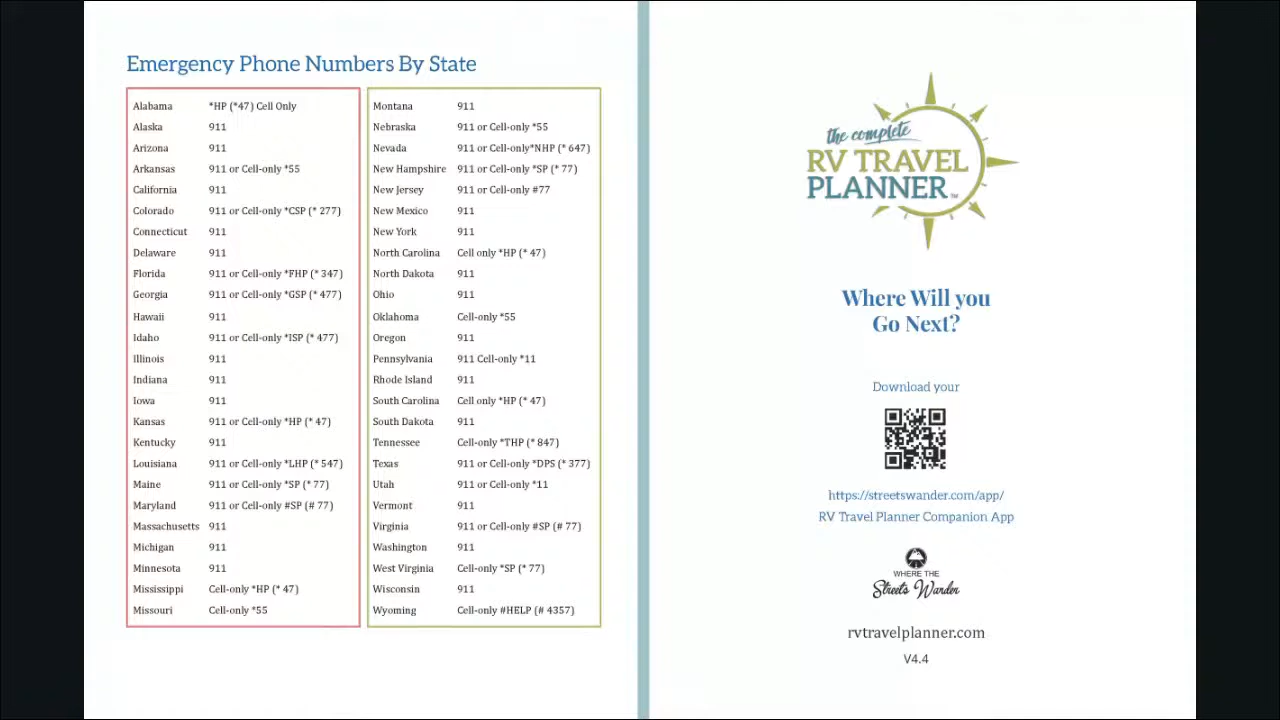 Emergency Phone Numbers By State
Alabama *HP (*47) Cell Only
Alaska 911
Arizona 911
Arkansas 911 or Cell-only *55
California 911
Colorado 911 or Cell-only *CSP (* 277)
Connecticut 911
Delaware 911
Florida 911 or Cell-only *FHP (* 347)
Georgia 911 or Cell-only *GSP (* 477)
Hawaii 911
Idaho 911 or Cell-only *ISP (* 477)
Illinois 911
Indiana 911
Iowa 911
Kansas 911 or Cell-only *HP (* 47)
Kentucky 911
Louisiana 911 or Cell-only *LHP (* 547)
Maine 911 or Cell-only *SP (* 77)
Maryland 911 or Cell-only #SP (# 77)
Massachusetts 911
Michigan 911
Minnesota 911
Mississippi Cell-only *HP (* 47)
Missouri Cell-only *55
Montana 911
Nebraska 911 or Cell-only *55
Nevada 911 or Cell-only*NHP (* 647)
New Hampshire 911 or Cell-only *SP (* 77)
New Jersey 911 or Cell-only #77
New Mexico 911
New York 911
North Carolina Cell only *HP (* 47)
North Dakota 911
Ohio 911
Oklahoma Cell-only *55
Oregon 911
Pennsylvania 911 Cell-only *11
Rhode Island 911
South Carolina Cell only *HP (* 47)
South Dakota 911
Tennessee Cell-only *THP (* 847)
Texas 911 or Cell-only *DPS (* 377)
Utah 911 or Cell-only *11
Vermont 911
Virginia 911 or Cell-only #SP (# 77)
Washington 911
West Virginia Cell-only *SP (* 77)
Wisconsin 911
Wyoming Cell-only #HELP (# 4357)
the complete
RV TRAVEL
PLANNER™
Where Will you
Go Next?
Download your
https://streetswander.com/app/
RV Travel Planner Companion App
WHERE THE
Streets Wander
rvtravelplanner.com
V4.4